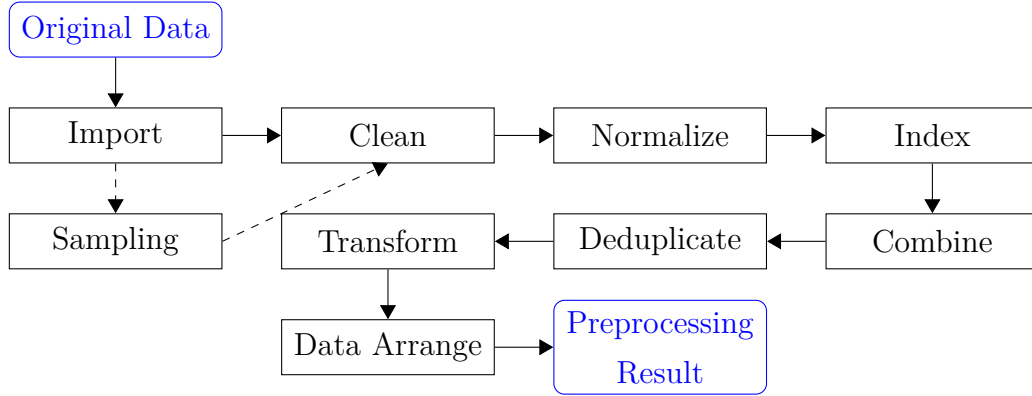 Original Data
Import
Clean
Normalize
Index
Sampling
Transform
Deduplicate
Combine
Data Arrange
Preprocessing
Result